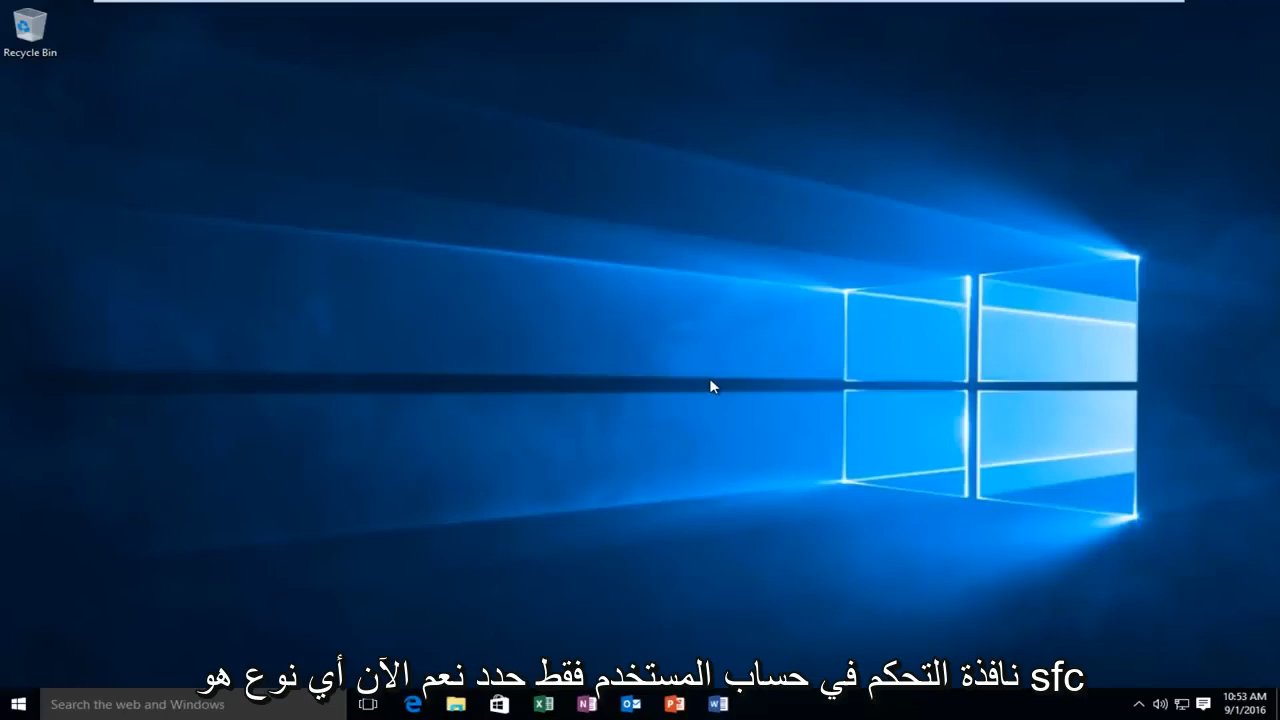 Recycle Bin
نافذة التحكم في حساب المستخدم فقط حدد نعم الآن أي نوع هو sfc
Search the web and Windows
10:53 AM
9/1/2016